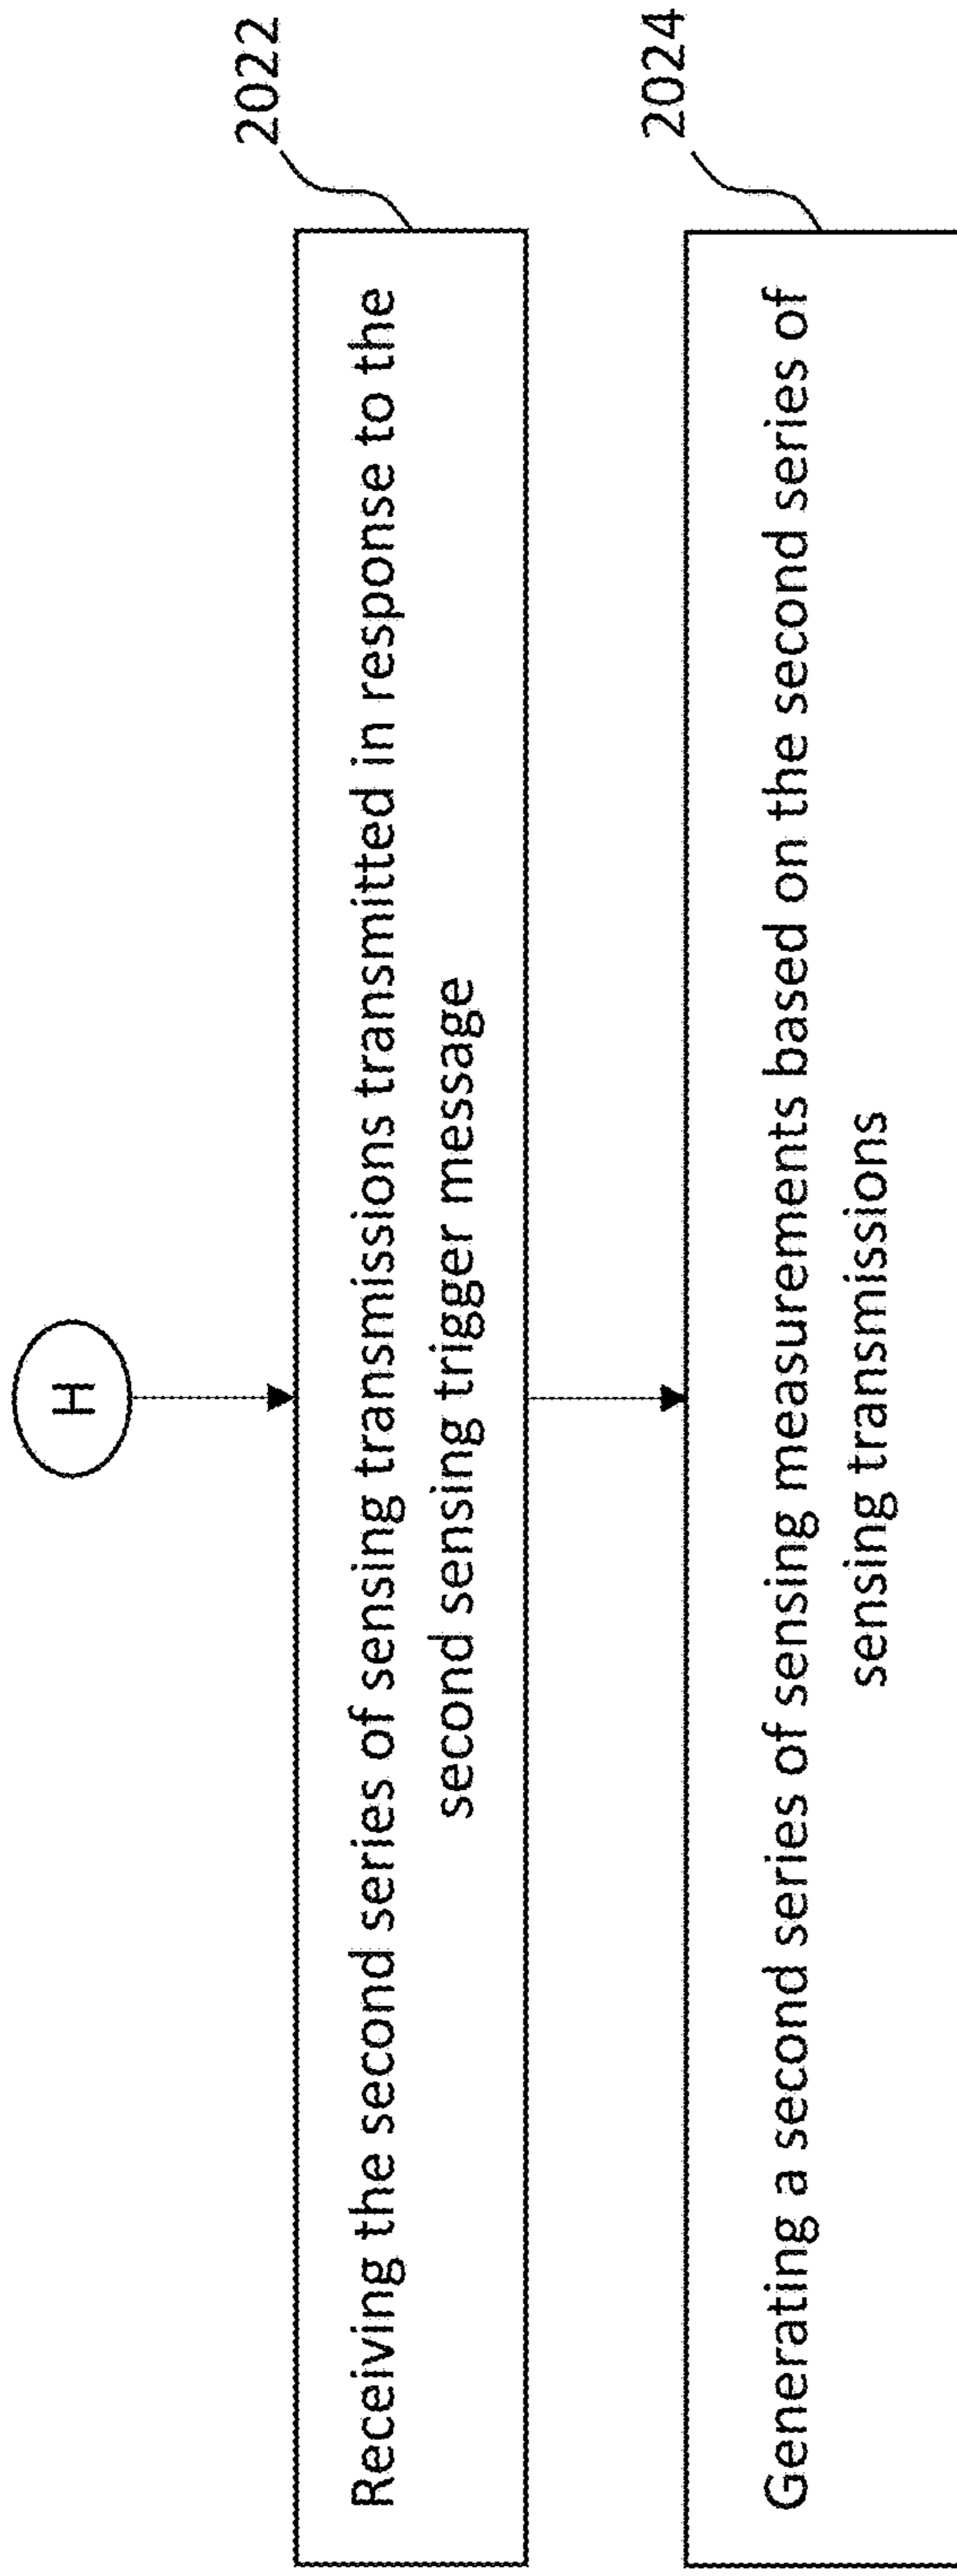 H
2022
Receiving the second series of sensing transmissions transmitted in response to the
second sensing trigger message
2024
Generating a second series of sensing measurements based on the second series of
sensing transmissions